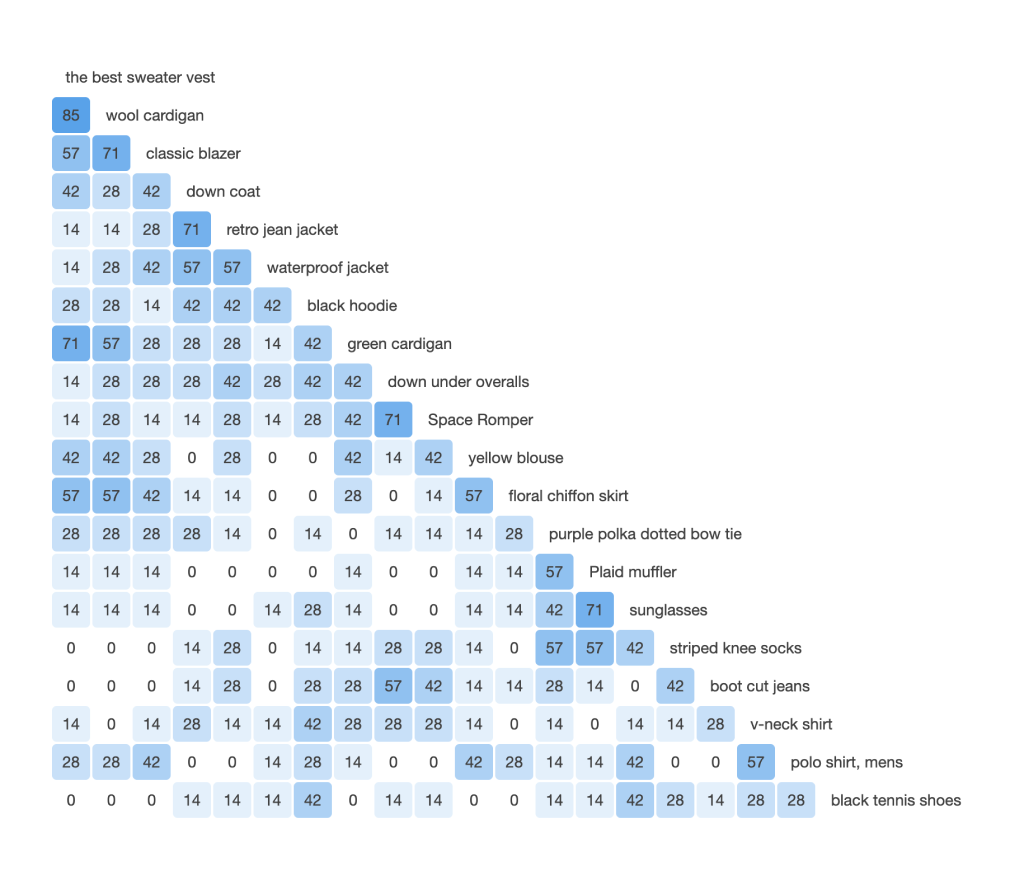 the best sweater vest
85 wool cardigan
57 71 classic blazer
42 28 42 down coat
14 14 28 71 retro jean jacket
14 28 42 57 57 waterproof jacket
28 28 14 42 42 42 black hoodie
71 57 28 28 28 14 42 green cardigan
14 28 28 28 42 28 42 42 down under overalls
14 28 14 14 28 14 28 42 71 Space Romper
42 42 28 0 28 0 0 42 14 42 yellow blouse
57 57 42 14 14 0 0 28 0 14 57 floral chiffon skirt
28 28 28 28 14 0 14 0 14 14 14 28 purple polka dotted bow tie
14 14 14 0 0 0 0 14 0 0 14 14 57 Plaid muffler
14 14 14 0 0 14 28 14 0 0 14 14 42 71 sunglasses
0 0 0 14 28 0 14 14 28 28 14 0 57 57 42 striped knee socks
0 0 0 14 28 0 28 28 57 42 14 14 28 14 0 42 boot cut jeans
14 0 14 28 14 14 42 28 28 28 14 0 14 0 14 14 28 v-neck shirt
28 28 42 0 0 14 28 14 0 0 42 28 14 14 42 0 0 57 polo shirt, mens
0 0 0 14 14 14 42 0 14 14 0 0 14 14 42 28 14 28 28 black tennis shoes